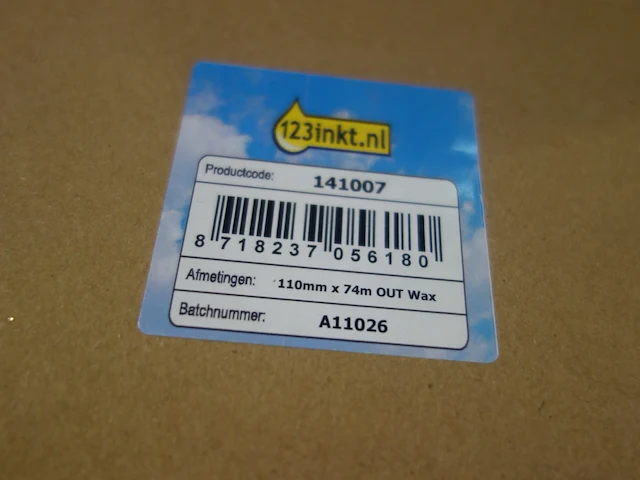 123inkt.nl
Productcode: 141007
8 718237 056180
Afmetingen: 110mm x 74m OUT Wax
Batchnummer: A11026